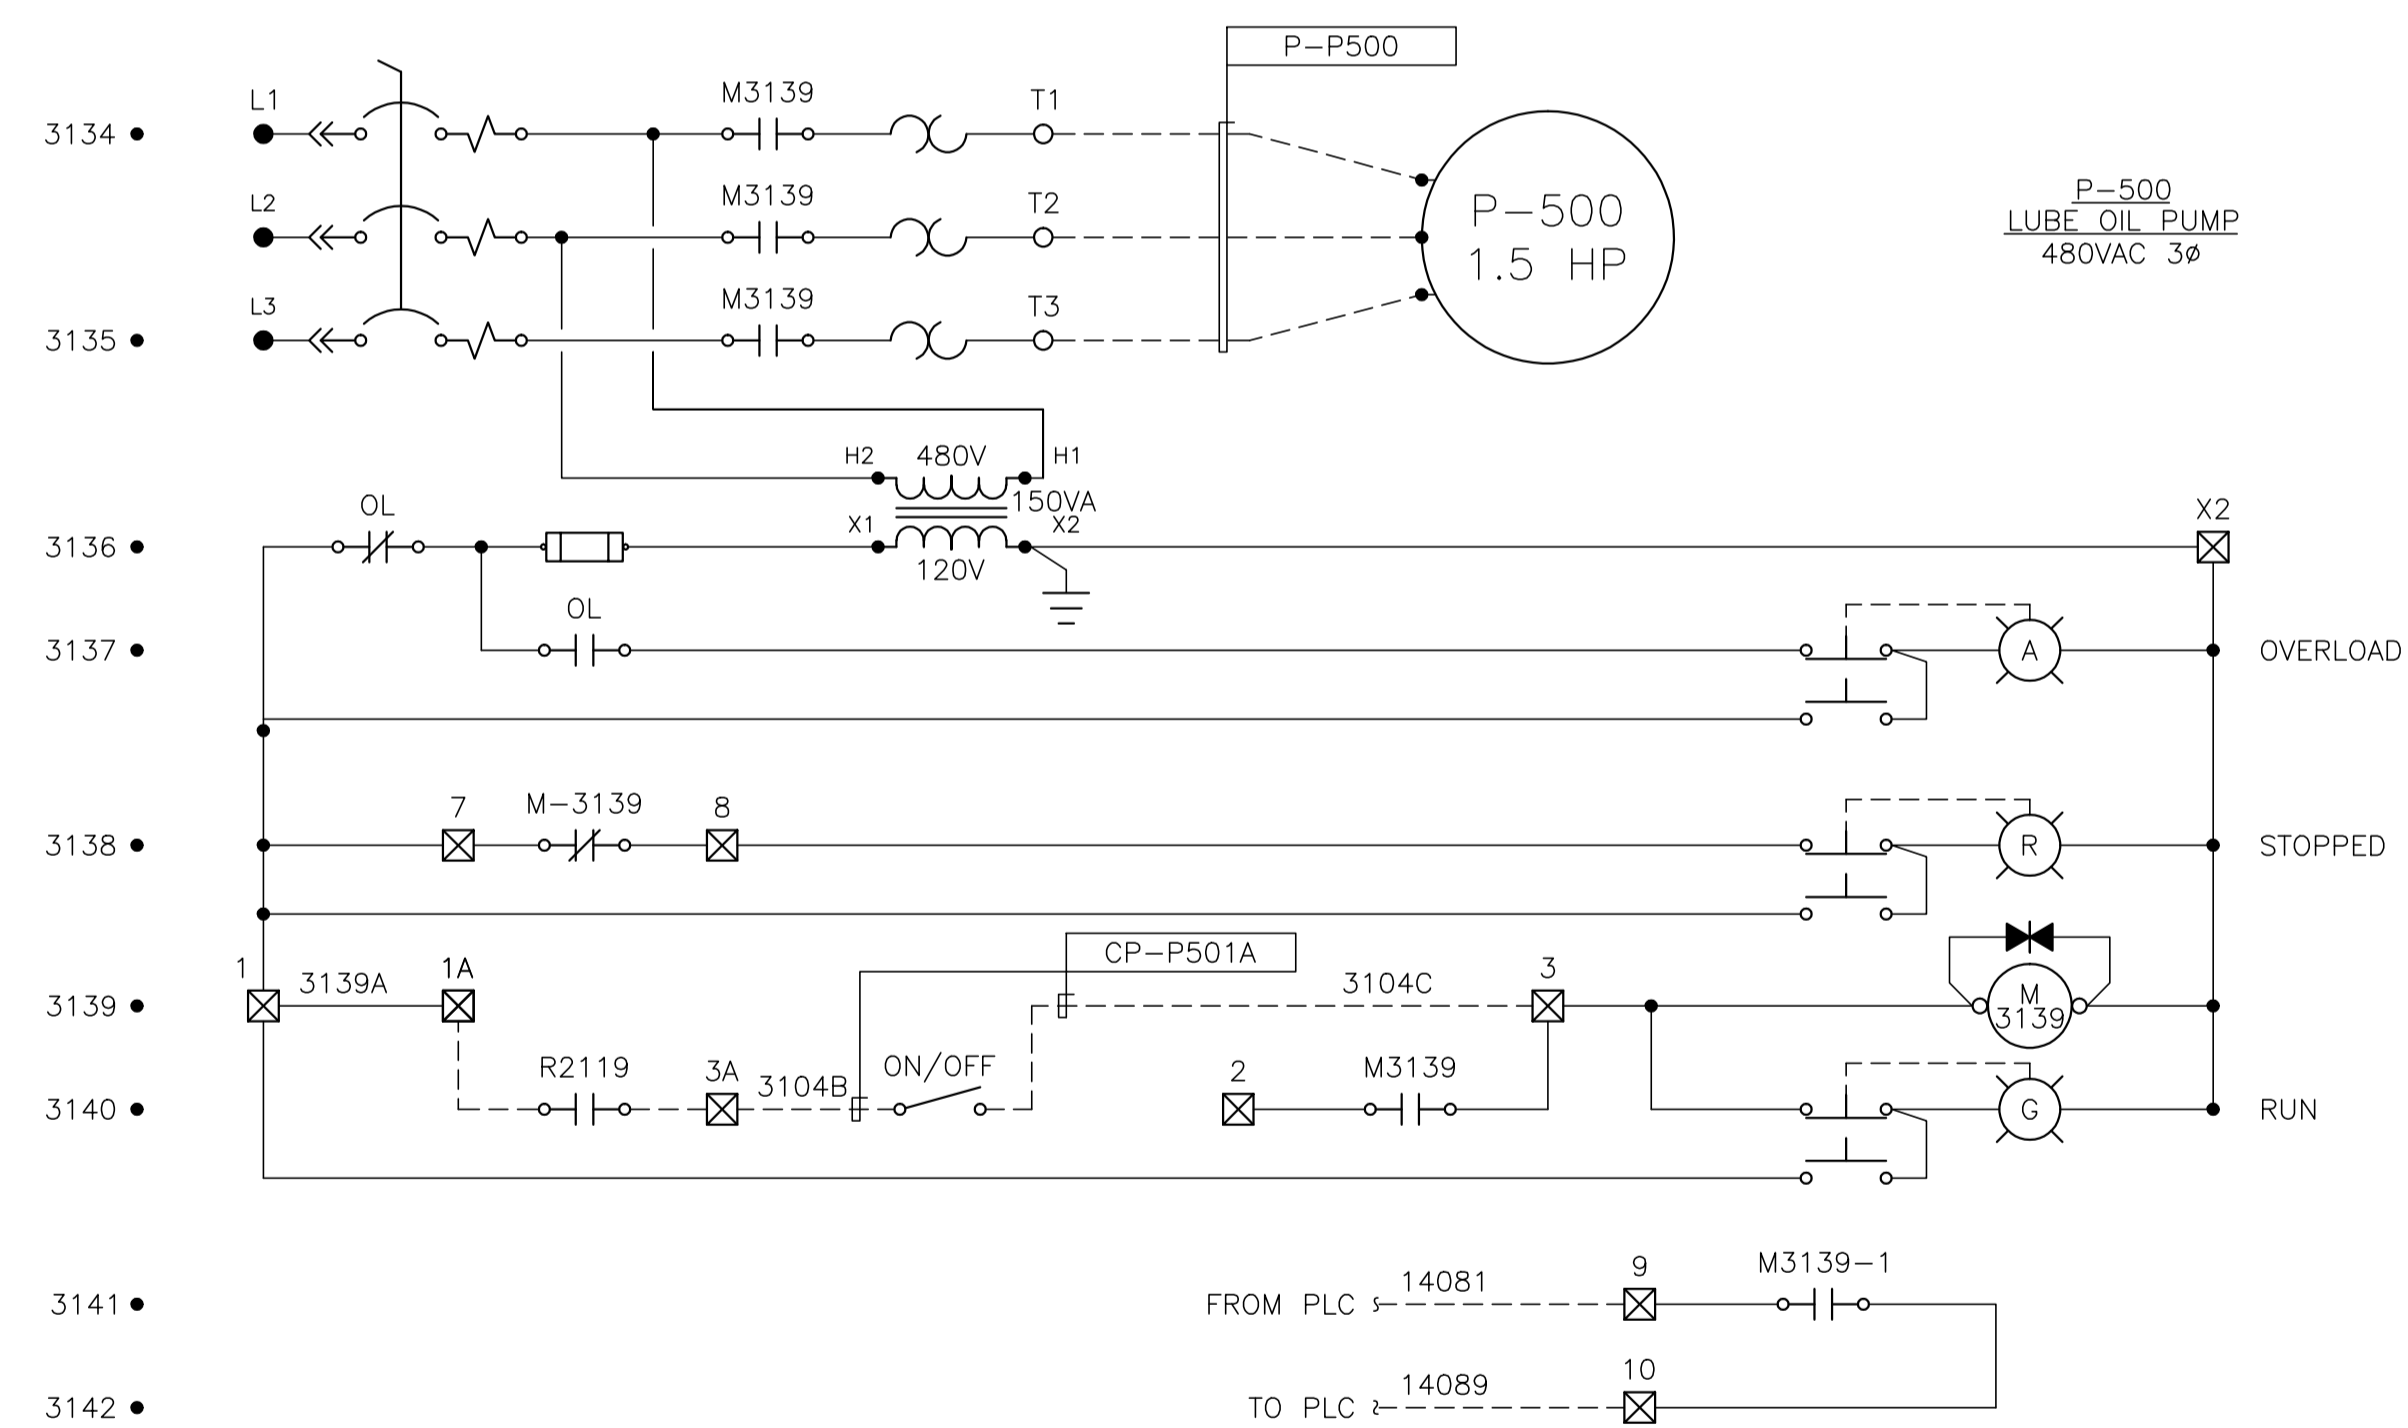 P-P500
L1
M3139
T1
3134
P-500
1.5 HP
P-500
LUBE OIL PUMP
480VAC 3ø
L2
M3139
T2
L3
M3139
T3
3135
H2
480V
H1
150VA
OL
X1
X2
X2
3136
120V
OL
3137
A
OVERLOAD
7
M-3139
8
3138
R
STOPPED
CP-P501A
1
3139A
1A
3104C
3
3139
M
3139
R2119
3A
3104B
ON/OFF
2
M3139
3140
G
RUN
9
M3139-1
14081
3141
FROM PLC
10
14089
3142
TO PLC